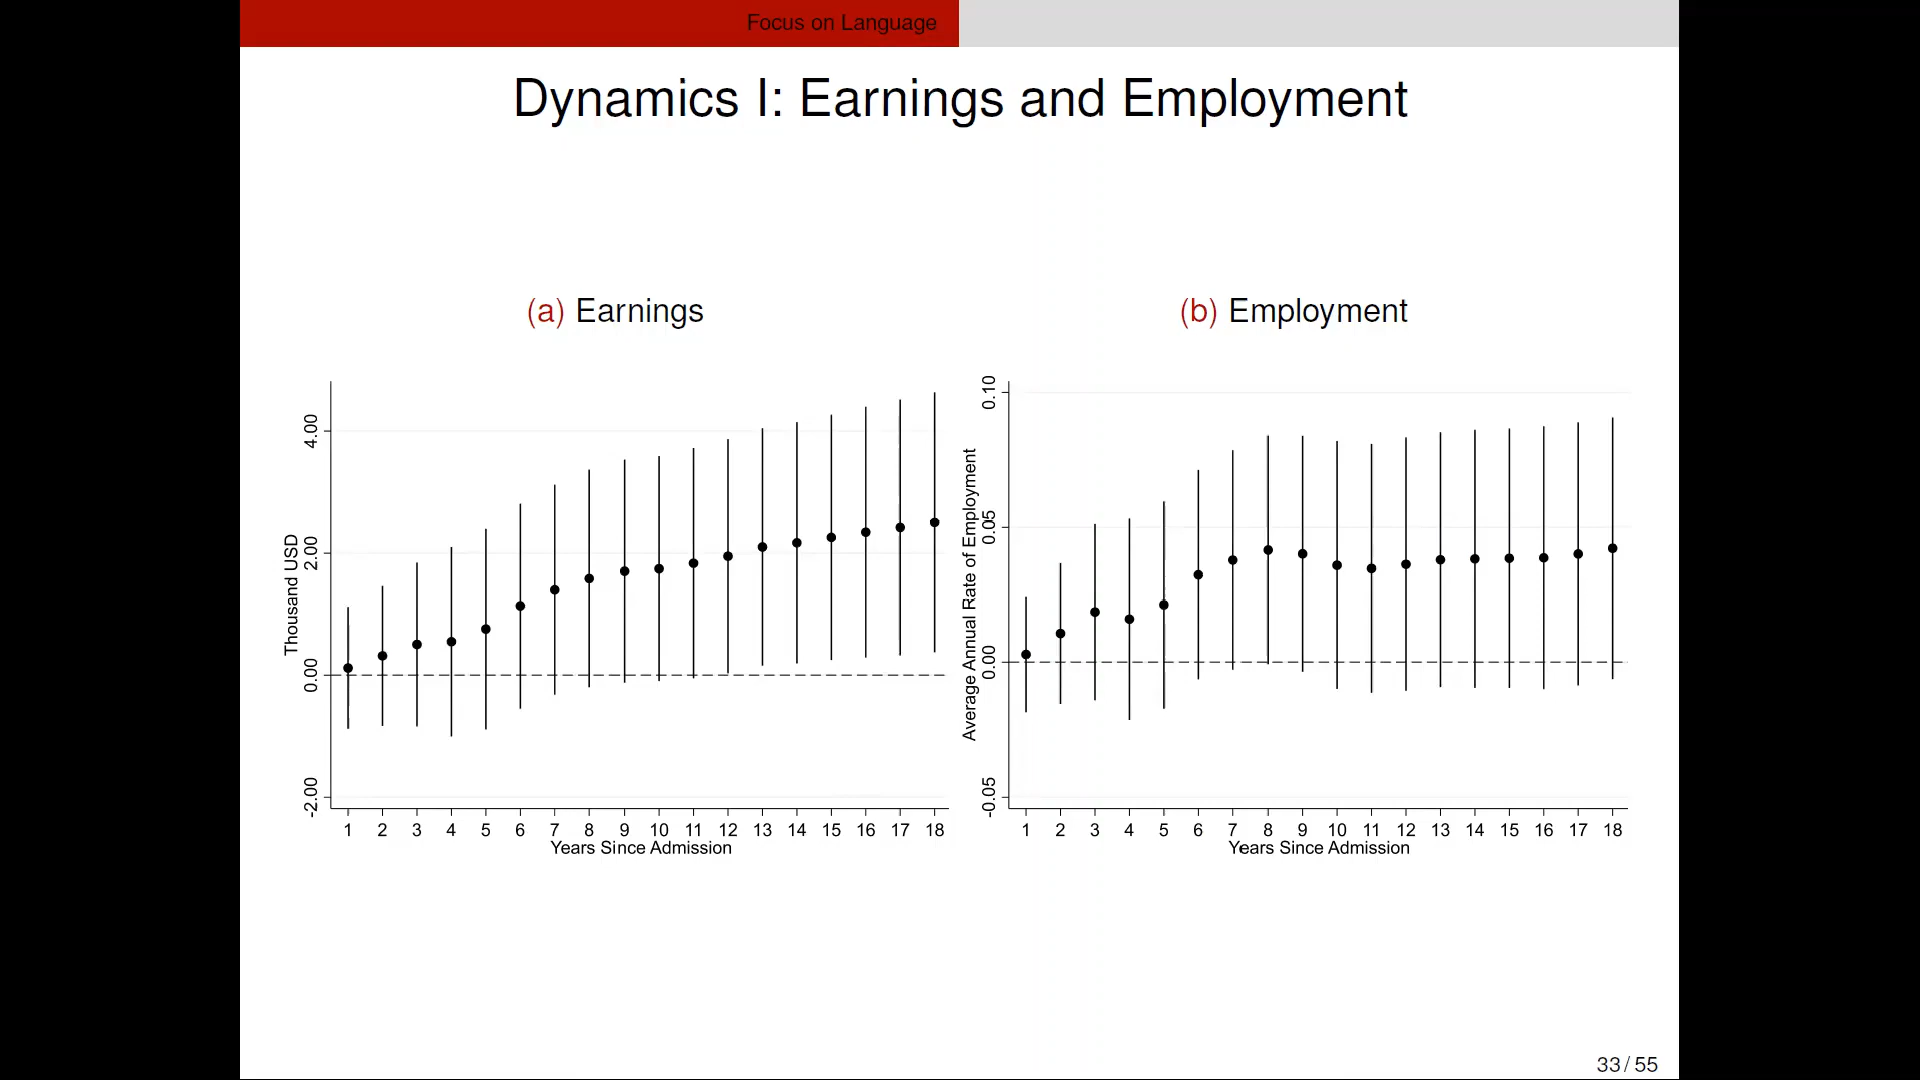 Focus on Language
Dynamics I: Earnings and Employment
(a) Earnings
Thousand USD
4.00
2.00
0.00
-2.00
1 2 3 4 5 6 7 8 9 10 11 12 13 14 15 16 17 18
Years Since Admission
(b) Employment
Average Annual Rate of Employment
0.10
0.05
0.00
-0.05
1 2 3 4 5 6 7 8 9 10 11 12 13 14 15 16 17 18
Years Since Admission
33 / 55